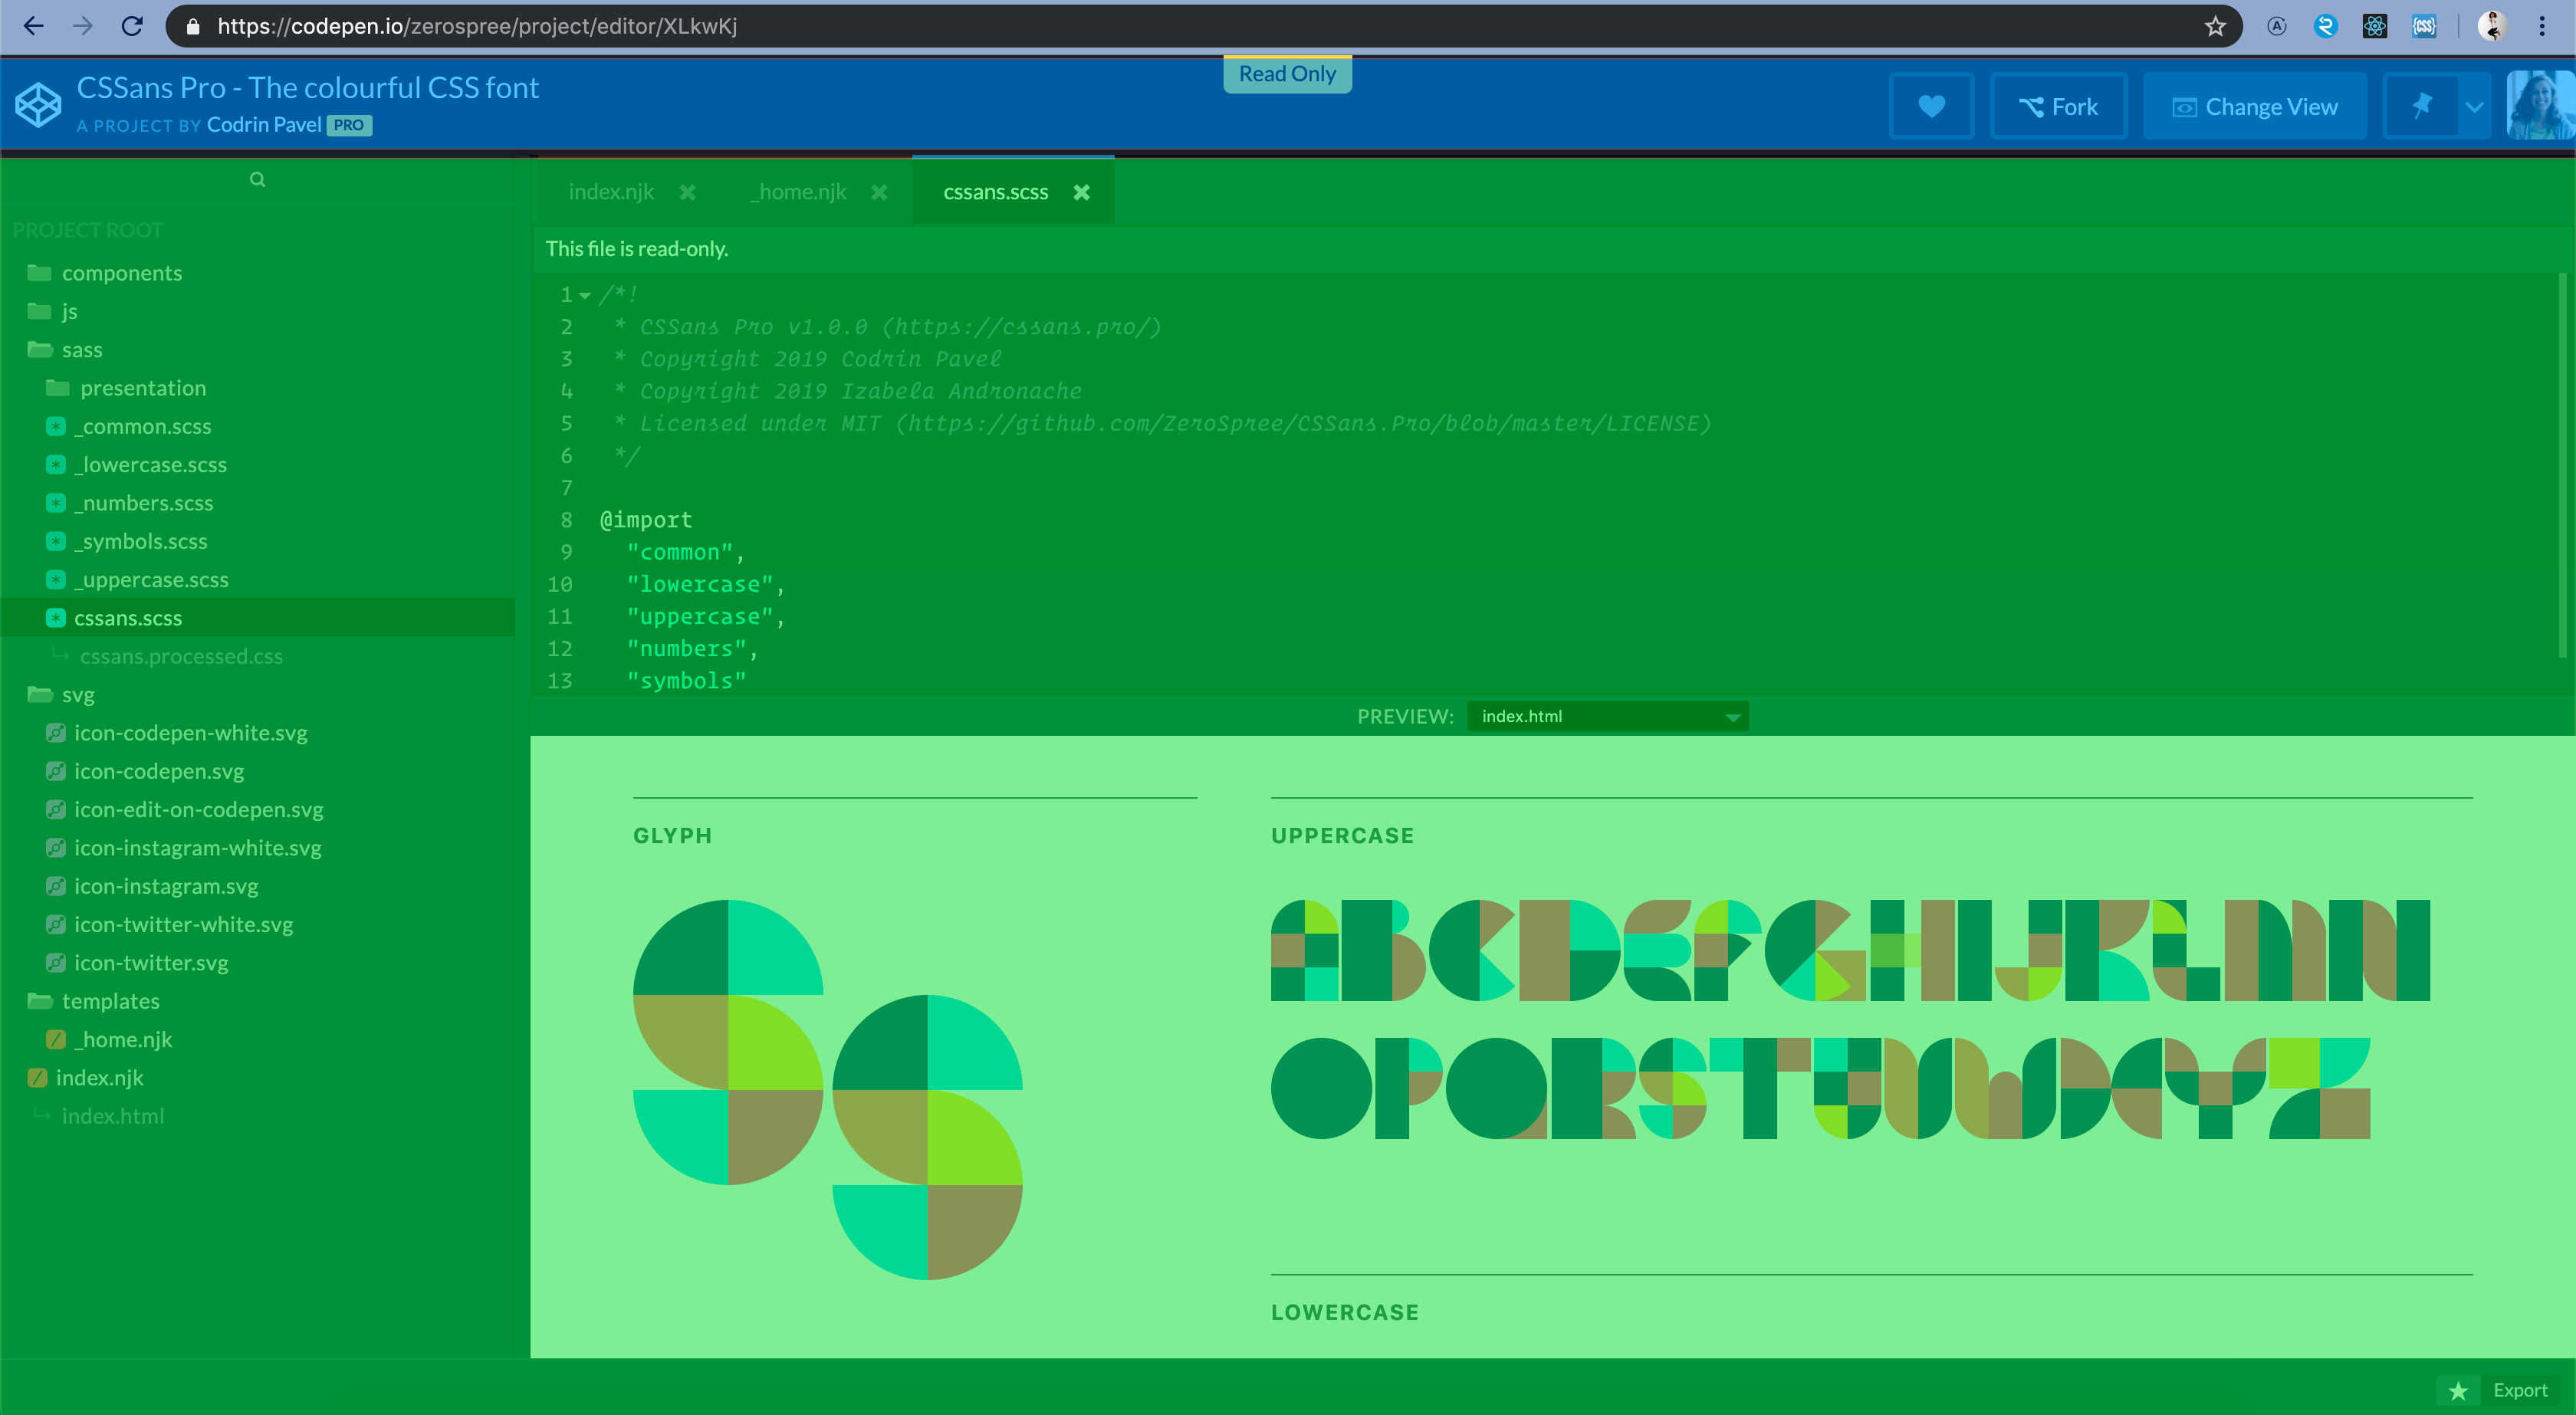 https://codepen.io/zerospree/project/editor/XLkwKj
CSSans Pro - The colourful CSS font
A PROJECT BY Codrin Pavel PRO
Read Only
Fork
Change View
PROJECT ROOT
components
js
sass
presentation
_common.scss
_lowercase.scss
_numbers.scss
_symbols.scss
_uppercase.scss
cssans.scss
cssans.processed.css
svg
icon-codepen-white.svg
icon-codepen.svg
icon-edit-on-codepen.svg
icon-instagram-white.svg
icon-instagram.svg
icon-twitter-white.svg
icon-twitter.svg
templates
_home.njk
index.njk
index.html
index.njk
_home.njk
cssans.scss
This file is read-only.
1 /*!
2 * CSSans Pro v1.0.0 (https://cssans.pro/)
3 * Copyright 2019 Codrin Pavel
4 * Copyright 2019 Izabela Andronache
5 * Licensed under MIT (https://github.com/ZeroSpree/CSSans.Pro/blob/master/LICENSE)
6 */
7
8 @import
9 "common",
10 "lowercase",
11 "uppercase",
12 "numbers",
13 "symbols"
PREVIEW: index.html
GLYPH
SS
UPPERCASE
ABCDEFGHIJKLMN
OPQRSTUVWXYZ
LOWERCASE
Export